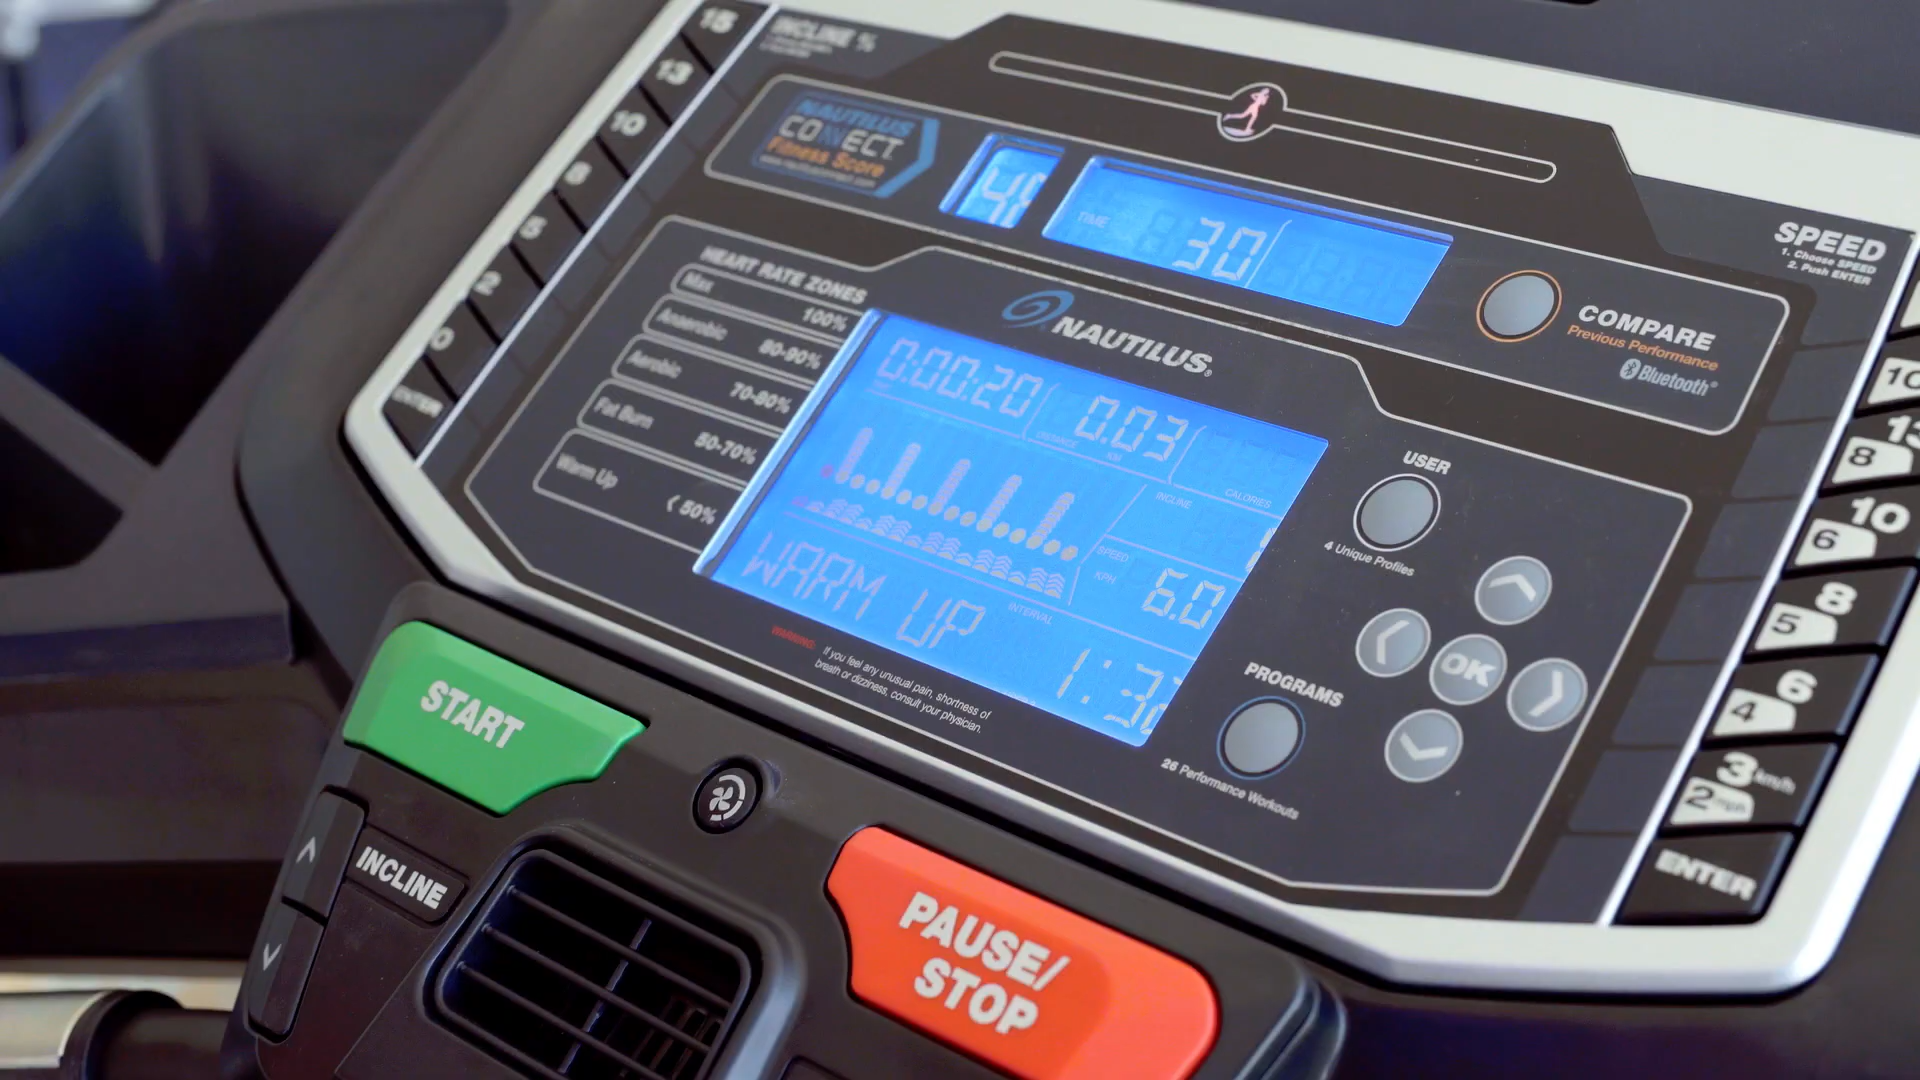 15
13
10
8
5
2
0
ENTER
INCLINE %
NAUTILUS
CONNECT
Fitness Score
TIME
30
SPEED
1. Choose SPEED
2. Push ENTER
COMPARE
Previous Performance
Bluetooth®
HEART RATE ZONES
Max 100%
Anaerobic 80-90%
Aerobic 70-80%
Fat Burn 50-70%
Warm Up < 50%
NAUTILUS®
0:00:20
0.03
DISTANCE
CALORIES
INCLINE
SPEED
KPH
6.0
WARM UP
INTERVAL
WARNING: If you feel any unusual pain, shortness of
breath or dizziness, consult your physician.
USER
4 Unique Profiles
OK
PROGRAMS
25 Performance Workouts
10
8
10
6
8
5
6
4
3 km/h
2 mph
ENTER
START
INCLINE
PAUSE/
STOP